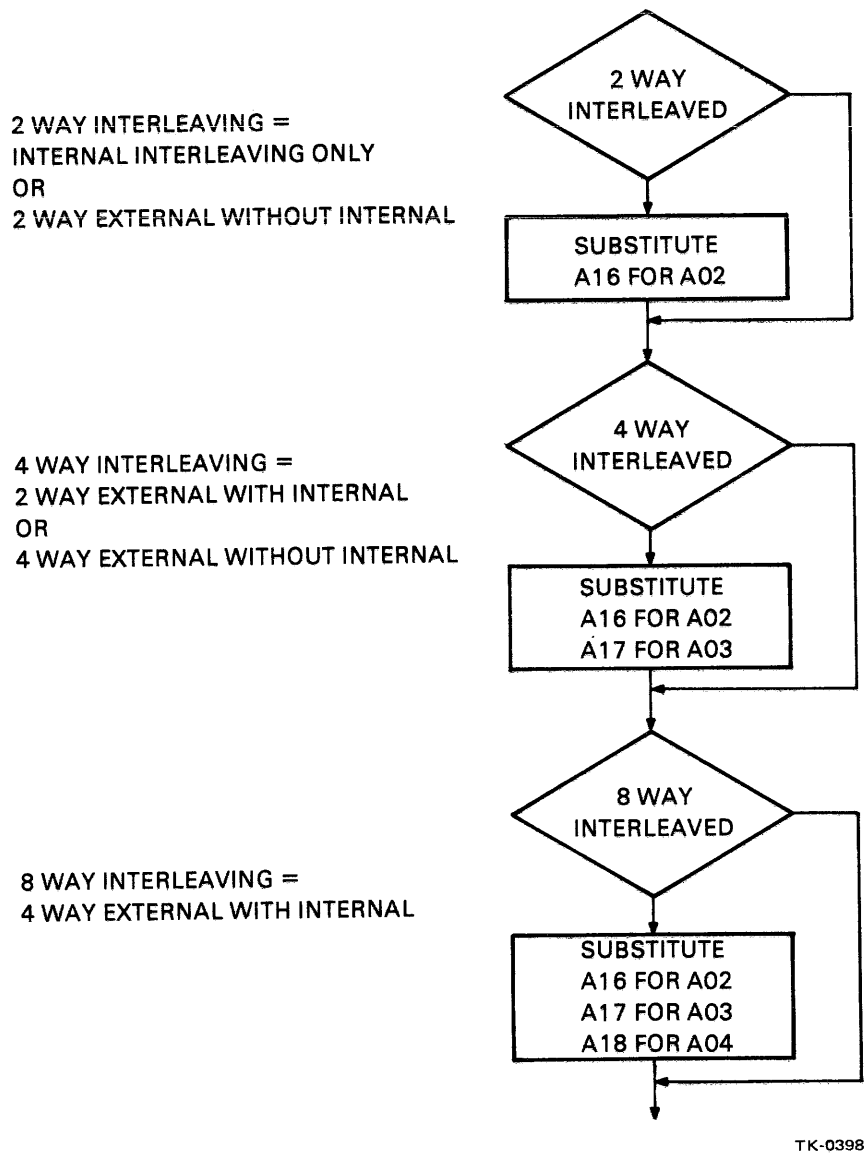 2 WAY
INTERLEAVED
2 WAY INTERLEAVING =
INTERNAL INTERLEAVING ONLY
OR
2 WAY EXTERNAL WITHOUT INTERNAL
SUBSTITUTE
A16 FOR A02
4 WAY
INTERLEAVED
4 WAY INTERLEAVING =
2 WAY EXTERNAL WITH INTERNAL
OR
4 WAY EXTERNAL WITHOUT INTERNAL
SUBSTITUTE
A16 FOR A02
A17 FOR A03
8 WAY
INTERLEAVED
8 WAY INTERLEAVING =
4 WAY EXTERNAL WITH INTERNAL
SUBSTITUTE
A16 FOR A02
A17 FOR A03
A18 FOR A04
TK-0398